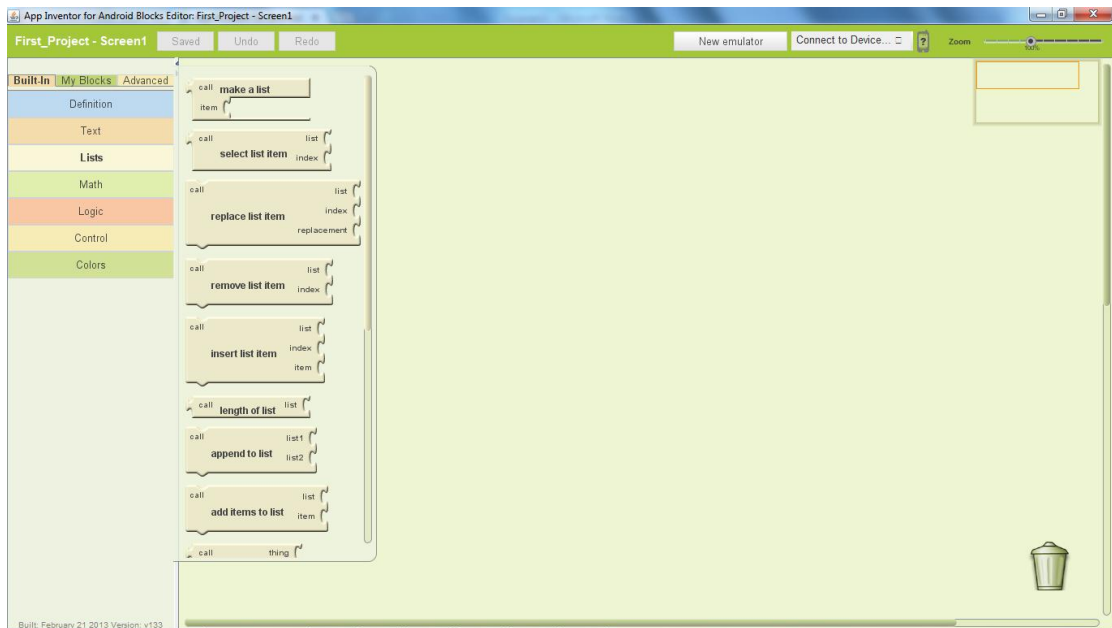 App Inventor for Android Blocks Editor: First_Project - Screen1
First_Project - Screen1 Saved Undo Redo New emulator Connect to Device... ? Zoom 100%
Built-In My Blocks Advanced
Definition
Text
Lists
Math
Logic
Control
Colors
call make a list
item
call list
select list item index
call list
replace list item index
replacement
call list
remove list item index
call list
insert list item index
item
call length of list list
call list1
append to list list2
call list
add items to list item
call thing
Built: February 21 2013 Version: v133